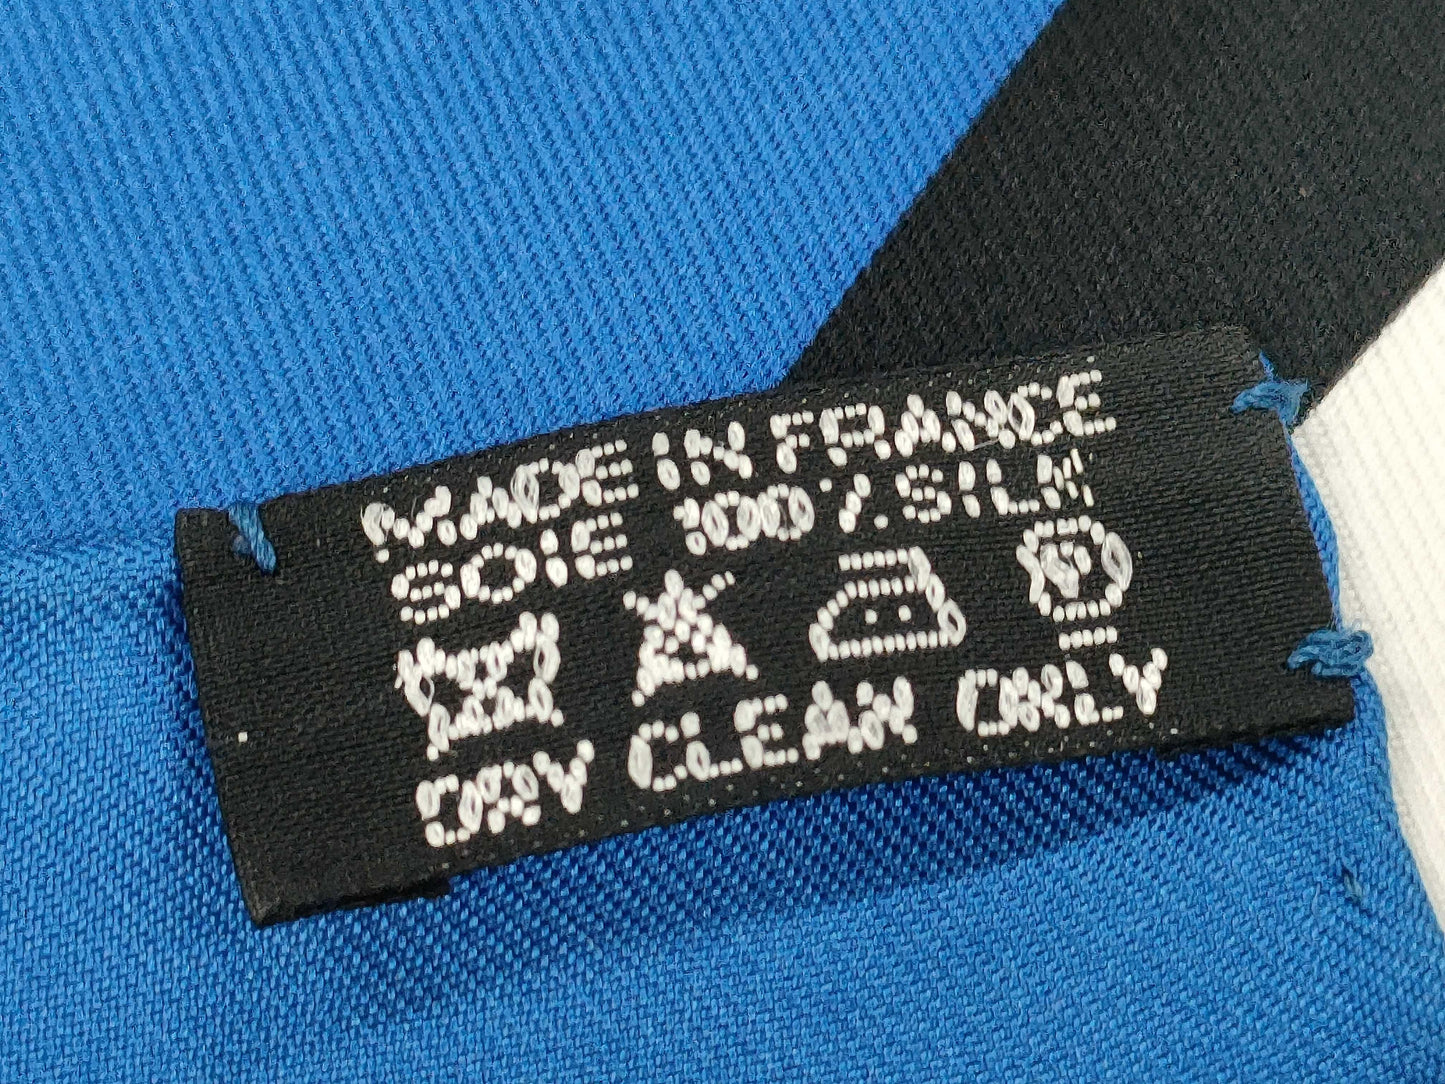 MADE IN FRANCE
SOIE 100% SILK
P
DRY CLEAN ONLY